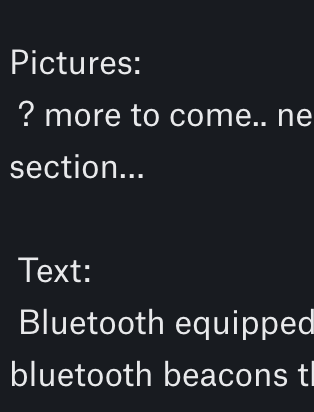 Pictures:
? more to come.. ne
section...
Text:
Bluetooth equipped
bluetooth beacons t